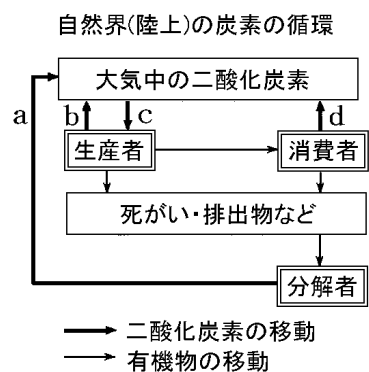 自然界(陸上)の炭素の循環
大気中の二酸化炭素
a
b
c
d
生産者
消費者
死がい・排出物など
分解者
二酸化炭素の移動
有機物の移動